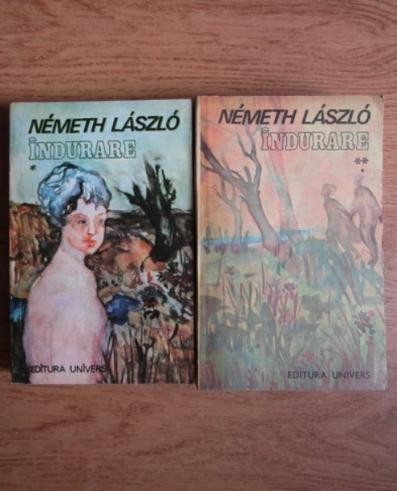 NÉMETH LÁSZLÓ
ÎNDURARE
*
EDITURA UNIVERS
NÉMETH LÁSZLÓ
ÎNDURARE
**
EDITURA UNIVERS